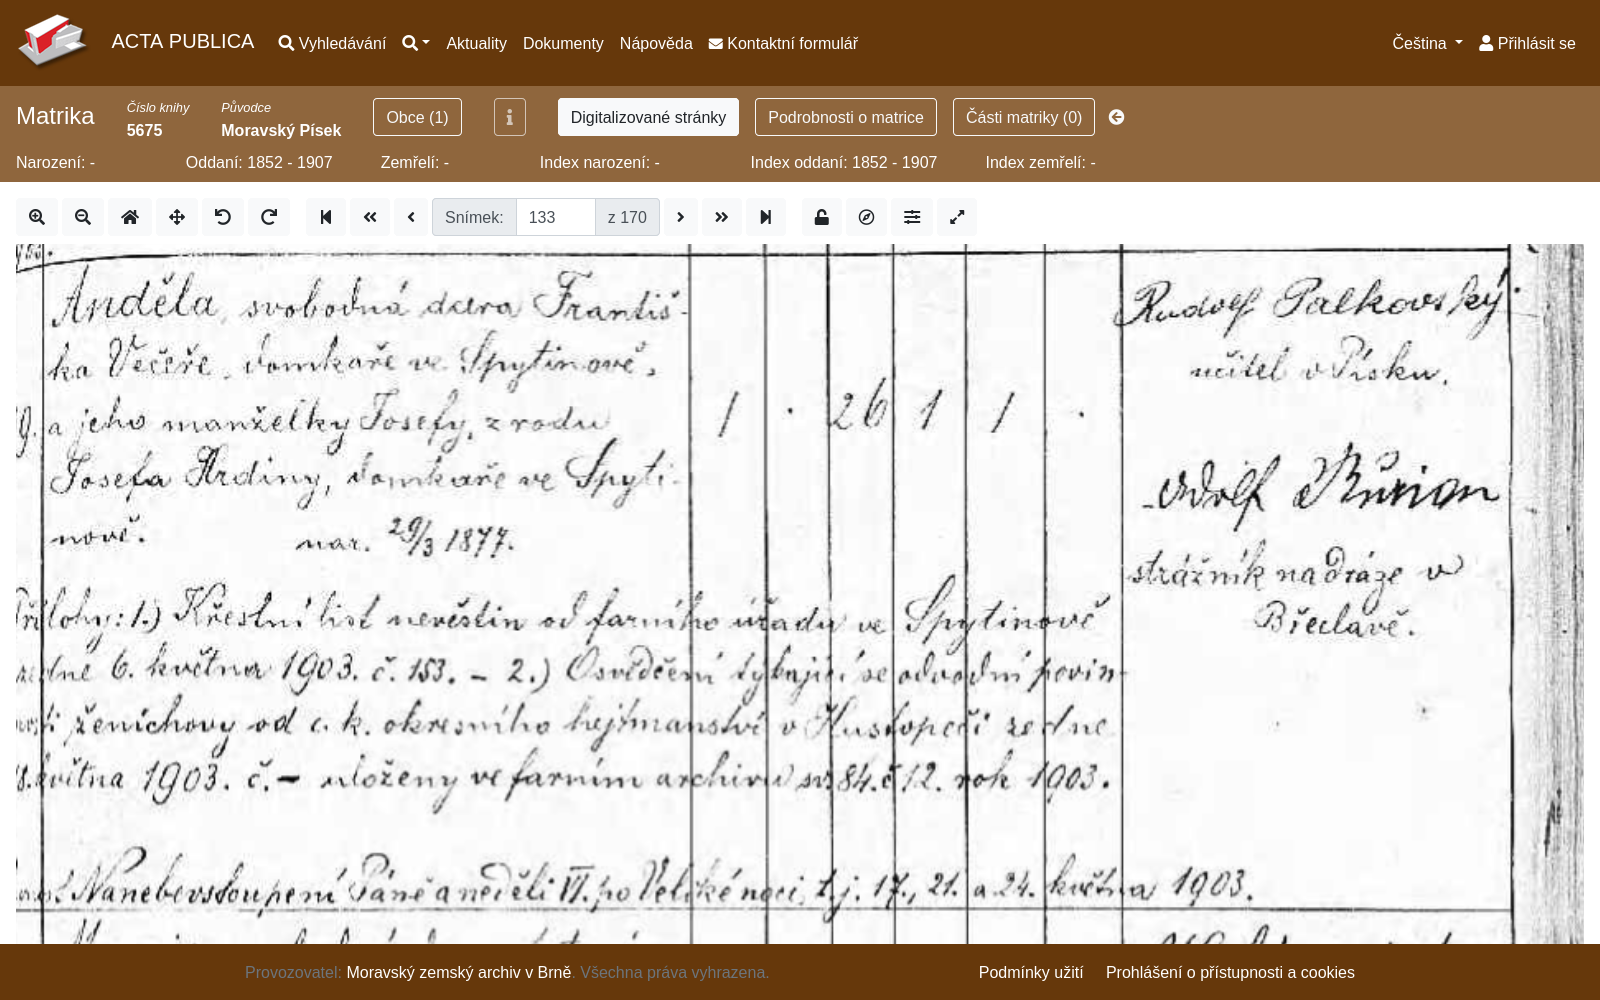 ACTA PUBLICA Vyhledávání Aktuality Dokumenty Nápověda Kontaktní formulář Čeština Přihlásit se
Matrika
Číslo knihy
5675
Původce
Moravský Písek
Obce (1)
Digitalizované stránky
Podrobnosti o matrice
Části matriky (0)
Narození: - Oddaní: 1852 - 1907 Zemřelí: - Index narození: - Index oddaní: 1852 - 1907 Index zemřelí: -
Snímek: 133 z 170
Anděla, svobodná dcera Františ-
ka Večeře, domkaře ve Spytinově,
a jeho manželky Josefy, z rodu
Josefa Hrdiny, domkaře ve Spyti-
nově.
nar. 29/3 1877.
1 · 26 1 1 ·
Rudolf Palkovský
učitel v Písku.
Adolf Burian
strážník na dráze v
Břeclavě.
Přílohy: 1.) Křestní list nevěstin od farního úřadu ve Spytinově
ze dne 6. května 1903. č. 153. – 2.) Osvědčení týkající se odvodní povin-
nosti ženichovy od c. k. okresního hejtmanství v Hustopeči ze dne
8. května 1903. č. – uloženy ve farním archivu sv. 84. č 12. rok 1903.
Nanebevstoupení Páně a neděli VI. po Veliké noci, t. j. 17., 21. a 24. května 1903.
Provozovatel: Moravský zemský archiv v Brně. Všechna práva vyhrazena. Podmínky užití Prohlášení o přístupnosti a cookies